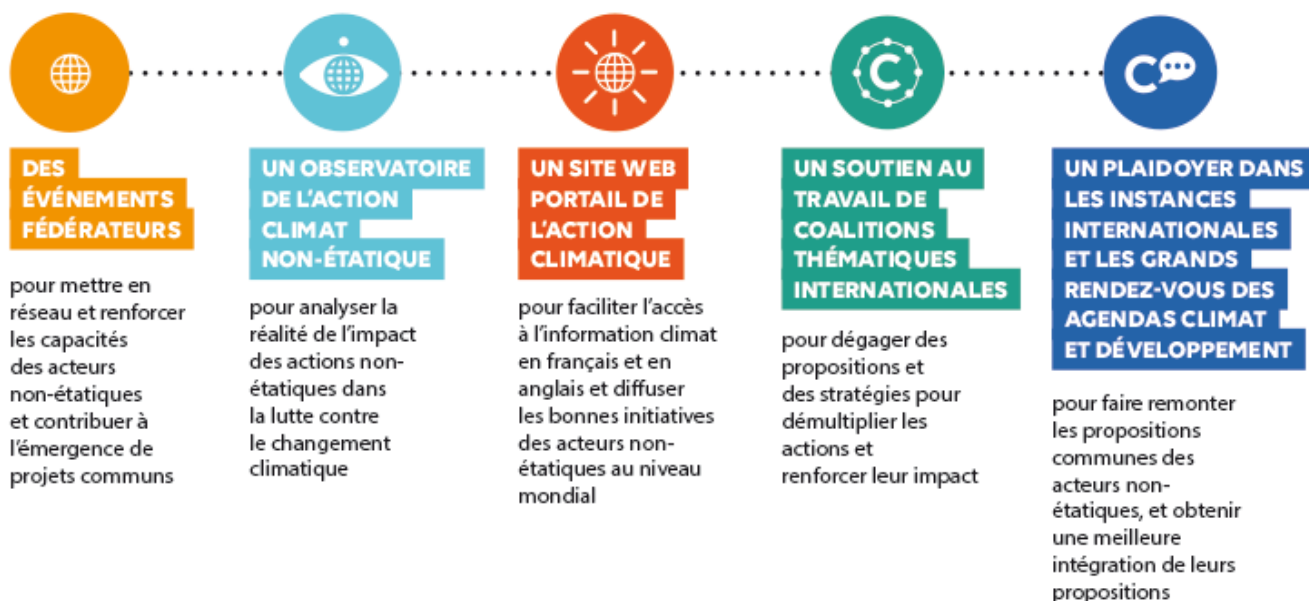 DES
ÉVÉNEMENTS
FÉDÉRATEURS
pour mettre en
réseau et renforcer
les capacités
des acteurs
non-étatiques
et contribuer à
l'émergence de
projets communs
UN OBSERVATOIRE
DE L'ACTION
CLIMAT
NON-ÉTATIQUE
pour analyser la
réalité de l'impact
des actions non-
étatiques dans
la lutte contre
le changement
climatique
UN SITE WEB
PORTAIL DE
L'ACTION
CLIMATIQUE
pour faciliter l'accès
à l'information climat
en français et en
anglais et diffuser
les bonnes initiatives
des acteurs non-
étatiques au niveau
mondial
C
UN SOUTIEN AU
TRAVAIL DE
COALITIONS
THÉMATIQUES
INTERNATIONALES
pour dégager des
propositions et
des stratégies pour
démultiplier les
actions et
renforcer leur impact
C
UN PLAIDOYER DANS
LES INSTANCES
INTERNATIONALES
ET LES GRANDS
RENDEZ-VOUS DES
AGENDAS CLIMAT
ET DÉVELOPPEMENT
pour faire remonter
les propositions
communes des
acteurs non-
étatiques, et obtenir
une meilleure
intégration de leurs
propositions